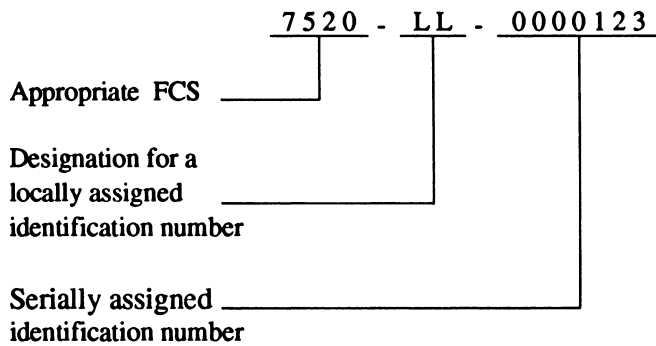 7520 - LL - 0000123
Appropriate FCS
Designation for a
locally assigned
identification number
Serially assigned
identification number